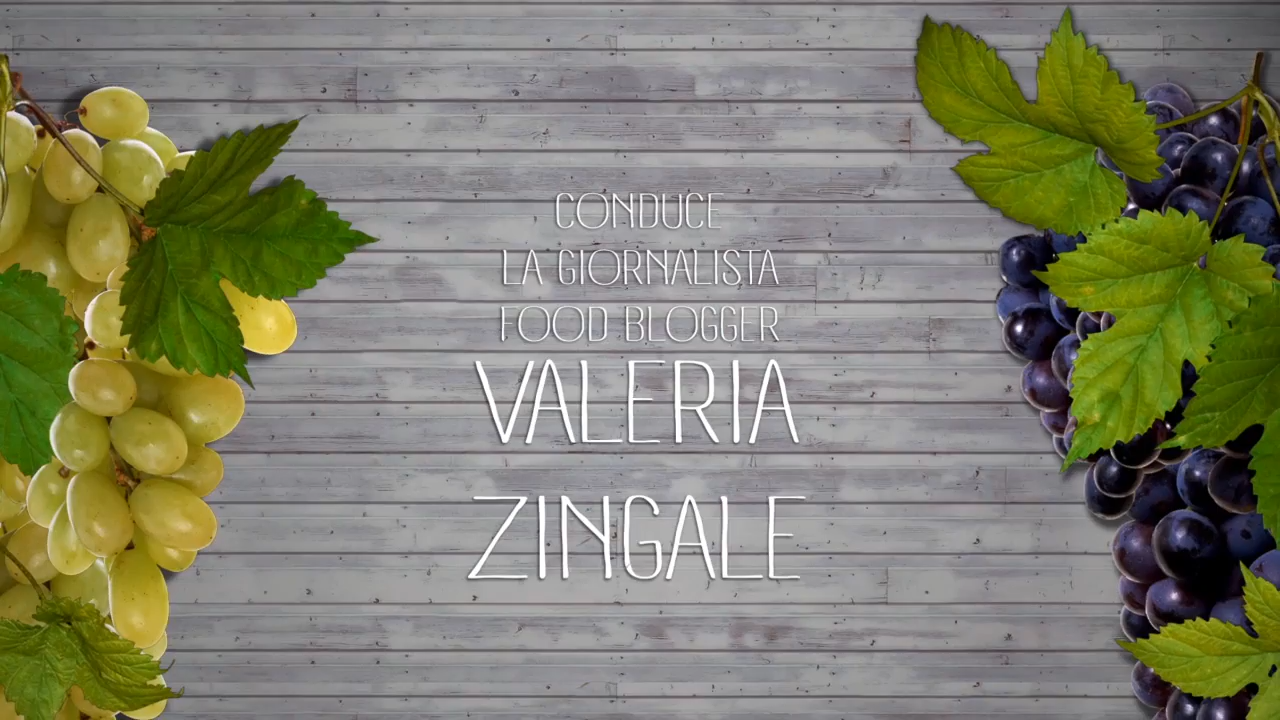 CONDUCE
LA GIORNALISTA
FOOD BLOGGER
VALERIA
ZINGALE